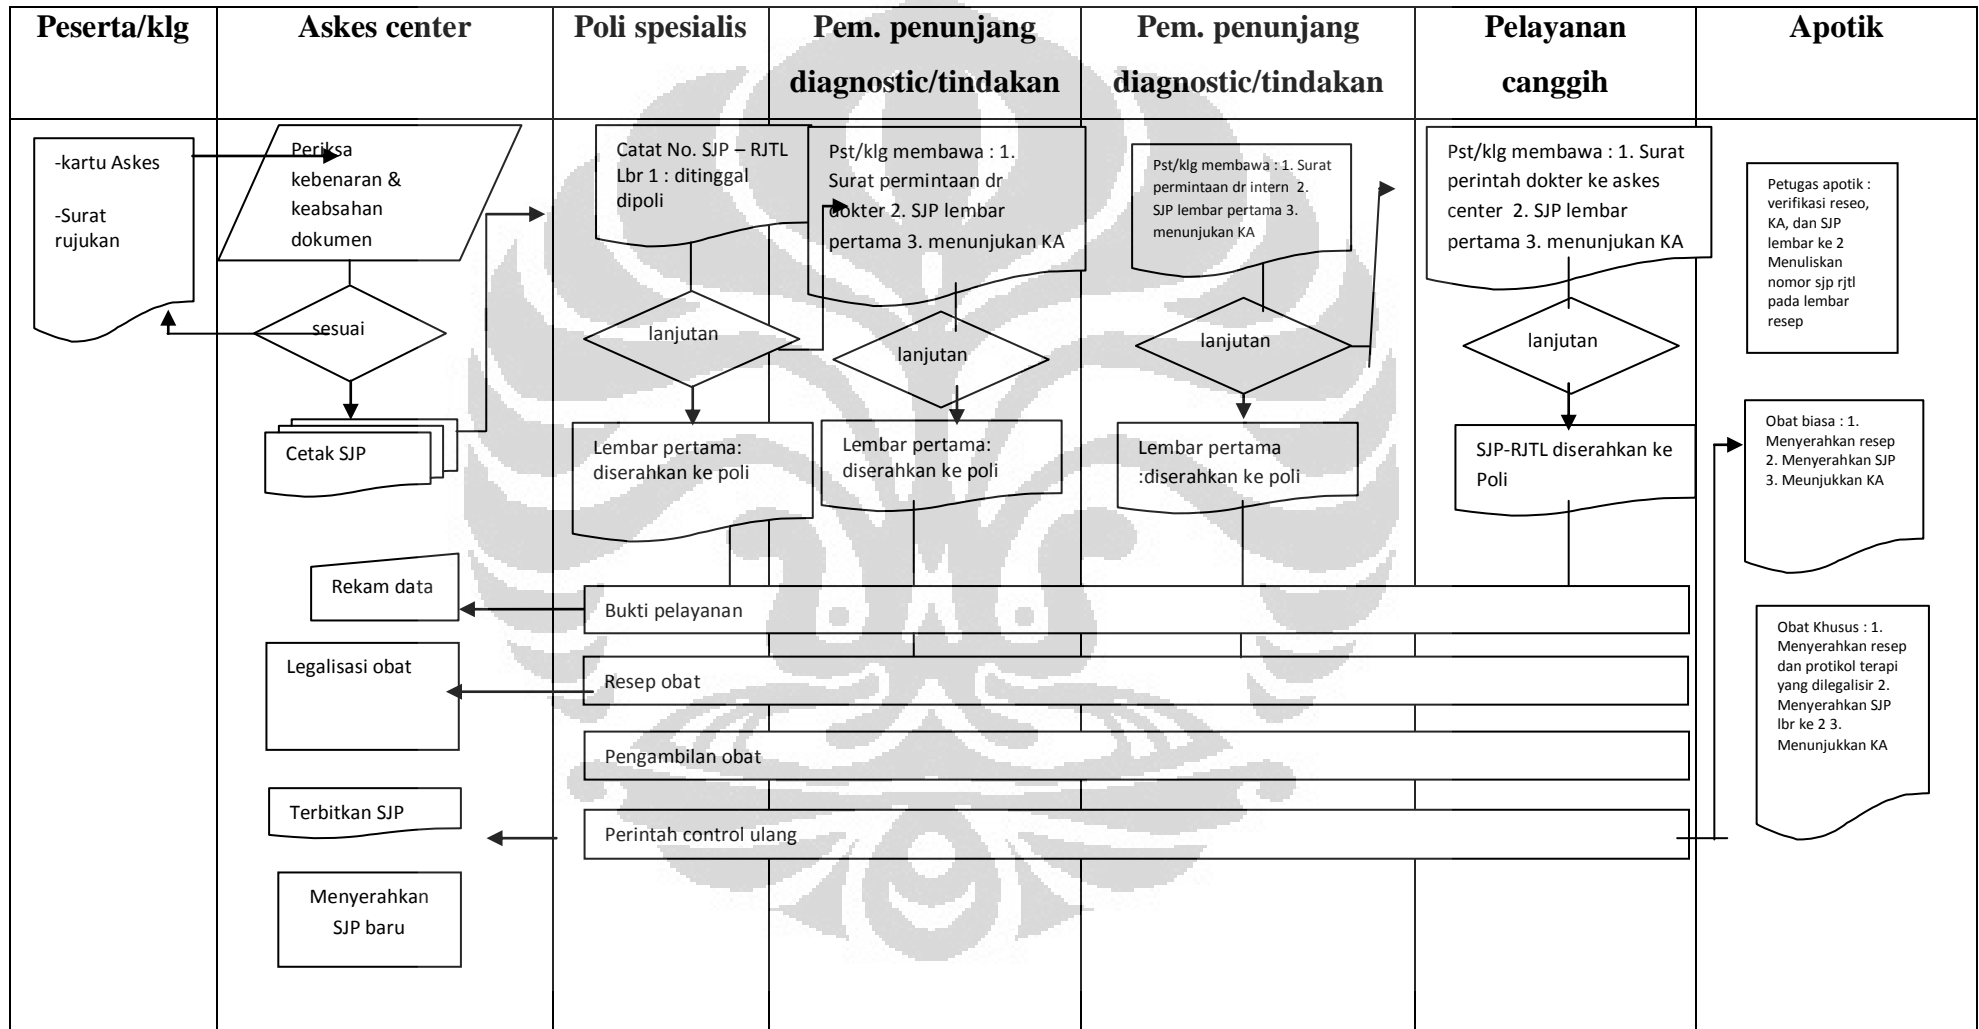 Peserta/klg
Askes center
Poli spesialis
Pem. penunjang
diagnostic/tindakan
Pem. penunjang
diagnostic/tindakan
Pelayanan
canggih
Apotik
-kartu Askes
-Surat
rujukan
Periksa
kebenaran &
keabsahan
dokumen
sesuai
Cetak SJP
Rekam data
Legalisasi obat
Terbitkan SJP
Menyerahkan
SJP baru
Catat No. SJP – RJTL
Lbr 1 : ditinggal
dipoli
lanjutan
Lembar pertama:
diserahkan ke poli
Pst/klg membawa : 1.
Surat permintaan dr
dokter 2. SJP lembar
pertama 3. menunjukan KA
lanjutan
Lembar pertama:
diserahkan ke poli
Pst/klg membawa : 1. Surat
permintaan dr intern 2.
SJP lembar pertama 3.
menunjukan KA
lanjutan
Lembar pertama
:diserahkan ke poli
Pst/klg membawa : 1. Surat
perintah dokter ke askes
center 2. SJP lembar
pertama 3. menunjukan KA
lanjutan
SJP-RJTL diserahkan ke
Poli
Bukti pelayanan
Resep obat
Pengambilan obat
Perintah control ulang
Petugas apotik :
verifikasi reseo,
KA, dan SJP
lembar ke 2
Menuliskan
nomor sjp rjtl
pada lembar
resep
Obat biasa : 1.
Menyerahkan resep
2. Menyerahkan SJP
3. Meunjukkan KA
Obat Khusus : 1.
Menyerahkan resep
dan protikol terapi
yang dilegalisir 2.
Menyerahkan SJP
lbr ke 2 3.
Menunjukkan KA